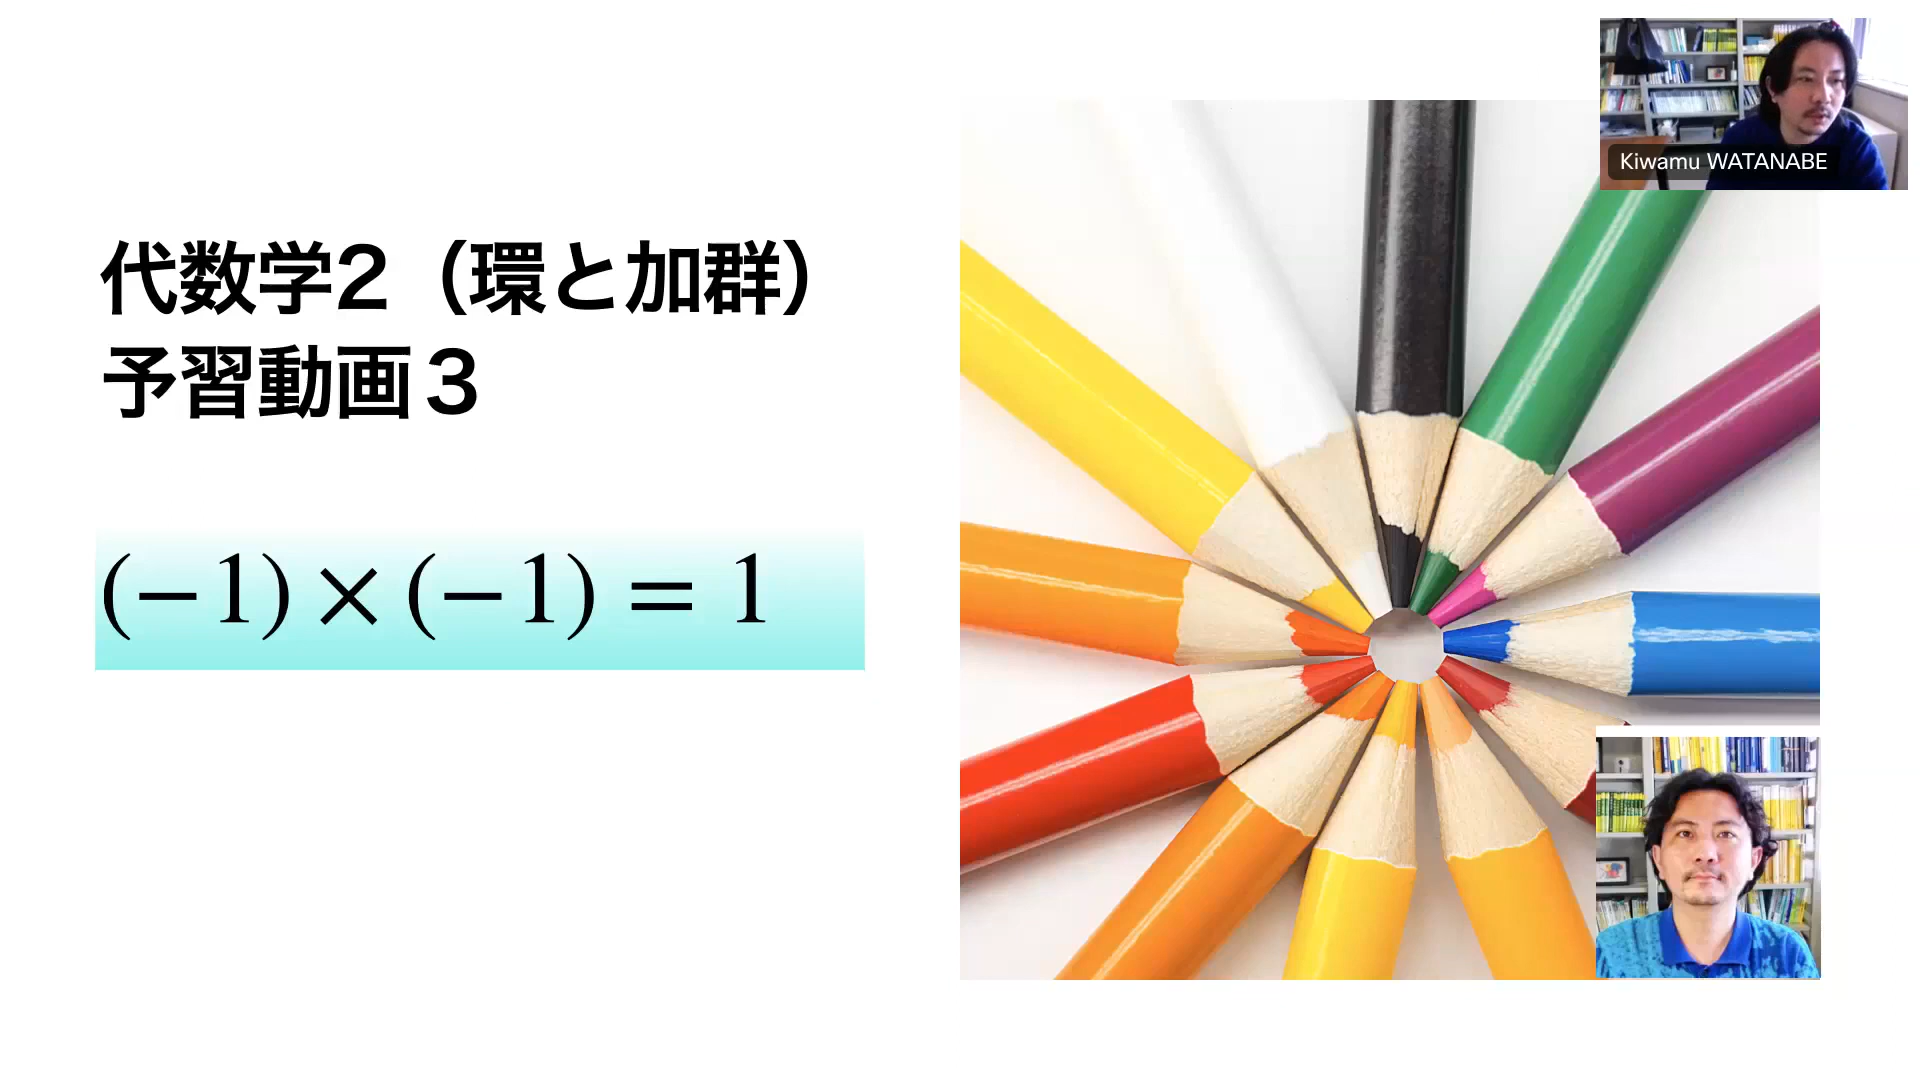 代数学2（環と加群）
予習動画３
(−1) × (−1) = 1
Kiwamu WATANABE